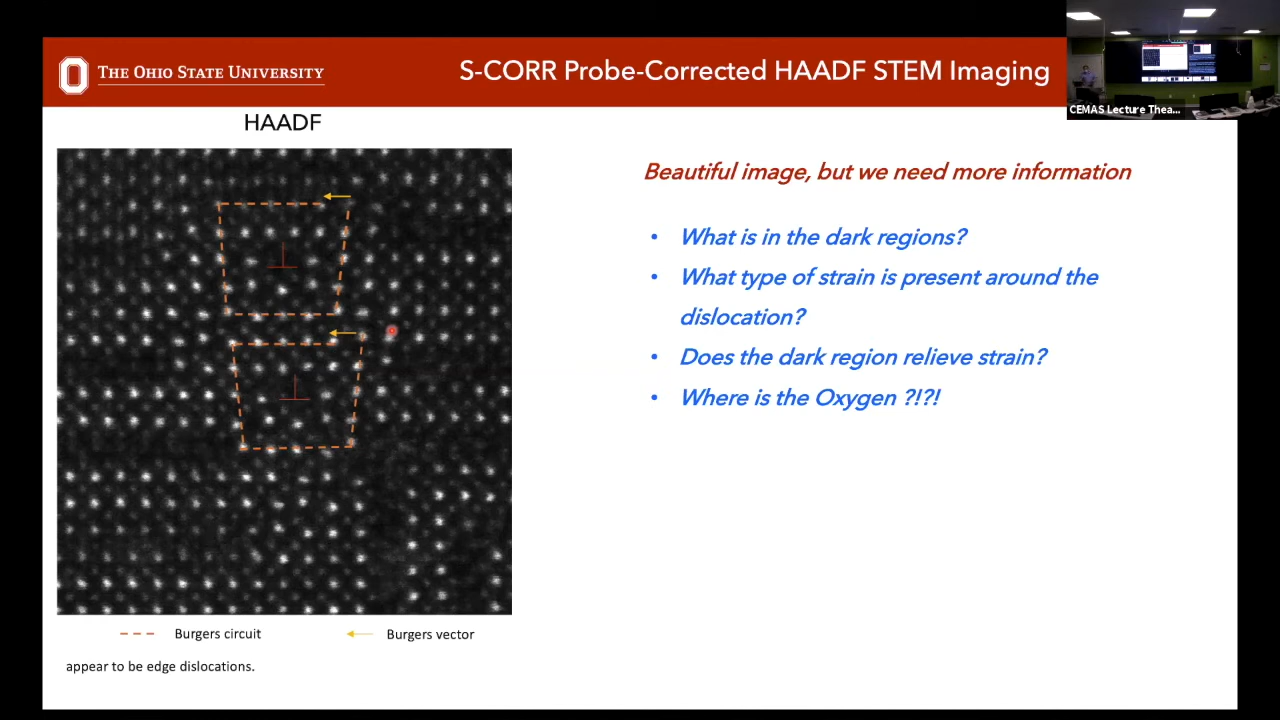 THE OHIO STATE UNIVERSITY
S-CORR Probe-Corrected HAADF STEM Imaging
CEMAS Lecture Thea...
HAADF
Beautiful image, but we need more information
• What is in the dark regions?
• What type of strain is present around the
dislocation?
• Does the dark region relieve strain?
• Where is the Oxygen ?!?!
Burgers circuit
Burgers vector
appear to be edge dislocations.